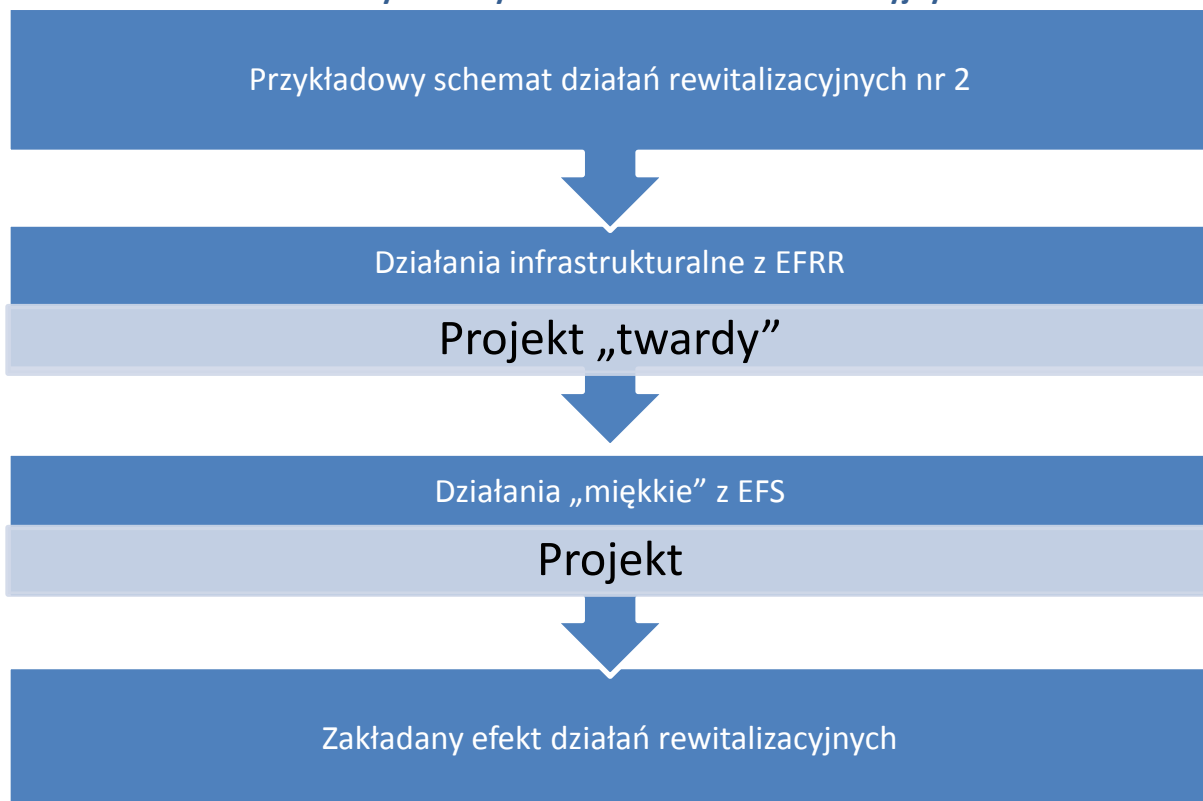 Przykładowy schemat działań rewitalizacyjnych nr 2
Działania infrastrukturalne z EFRR
Projekt „twardy”
Działania „miękkie” z EFS
Projekt
Zakładany efekt działań rewitalizacyjnych